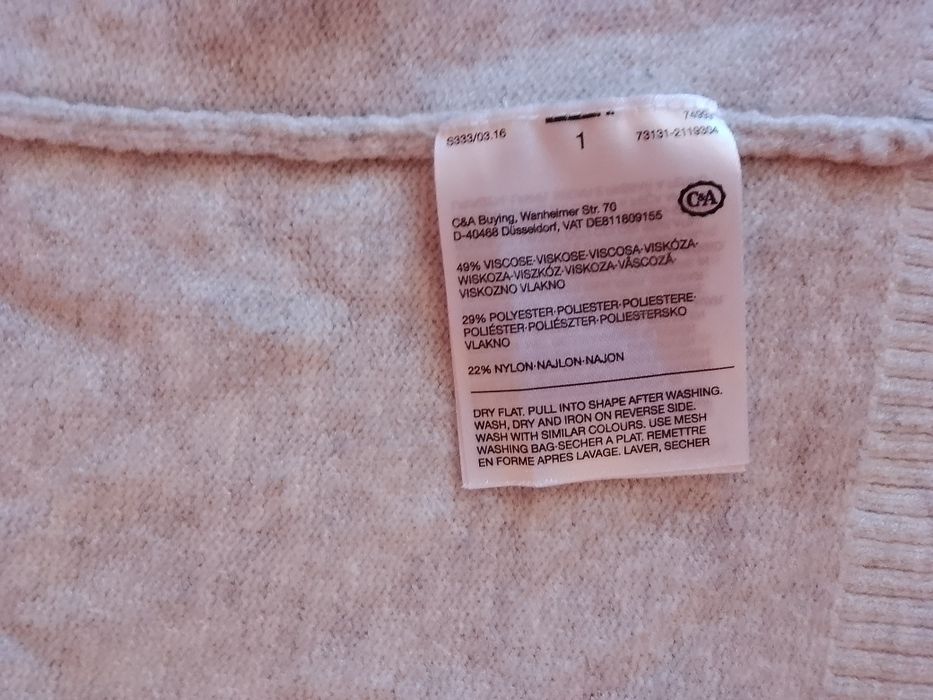 S333/03.16
1
73131-2119304
C&A
C&A Buying, Wanheimer Str. 70
D-40468 Düsseldorf, VAT DE811809155
49% VISCOSE·VISKOSE·VISCOSA·VISKÓZA·
WISKOZA·VISZKÓZ·VISKOZA·VÂSCOZĂ·
VISKOZNO VLAKNO
29% POLYESTER·POLIESTER·POLIESTERE·
POLIÉSTER·POLIÉSZTER·POLIESTERSKO
VLAKNO
22% NYLON·NAJLON·NAJON
DRY FLAT. PULL INTO SHAPE AFTER WASHING.
WASH, DRY AND IRON ON REVERSE SIDE.
WASH WITH SIMILAR COLOURS. USE MESH
WASHING BAG·SECHER A PLAT. REMETTRE
EN FORME APRES LAVAGE. LAVER, SECHER